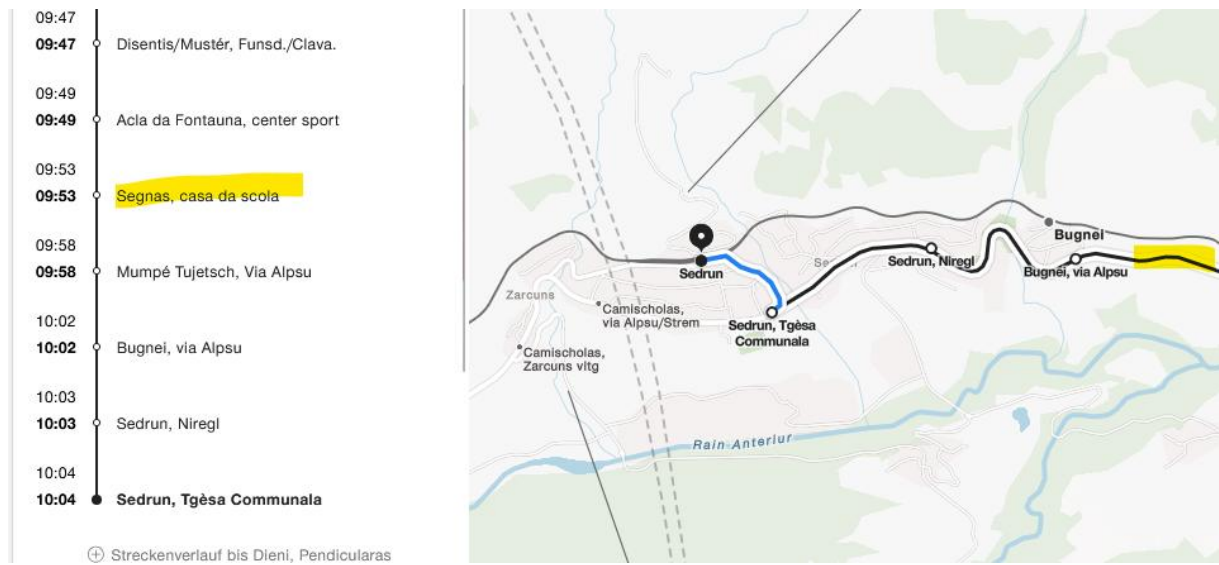 09:47
09:47 Disentis/Mustér, Funsd./Clava.
09:49
09:49 Acla da Fontauna, center sport
09:53
09:53 Segnas, casa da scola
09:58
09:58 Mumpé Tujetsch, Via Alpsu
10:02
10:02 Bugnei, via Alpsu
10:03
10:03 Sedrun, Niregl
10:04
10:04 Sedrun, Tgèsa Communala
Streckenverlauf bis Dieni, Pendicularas
Bugnei
Sedrun
Sedrun, Niregl
Bugnei, via Alpsu
Zarcuns
Camischolas,
via Alpsu/Strem
Sedrun, Tgèsa
Communala
Camischolas,
Zarcuns vitg
Rain Anteriur